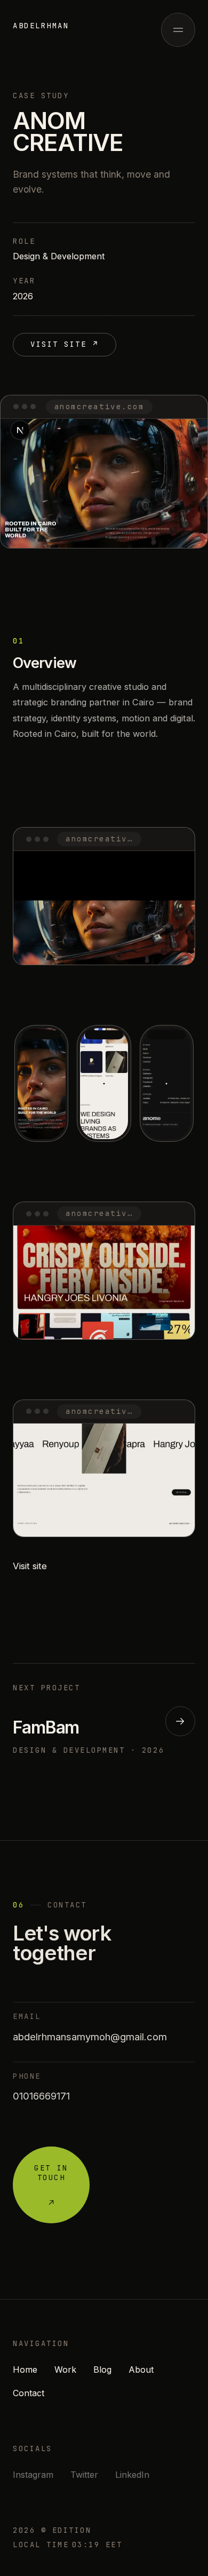 ABDELRHMAN
CASE STUDY
ANOM
CREATIVE
Brand systems that think, move and
evolve.
ROLE
Design & Development
YEAR
2026
VISIT SITE ↗
anomcreative.com
N
ROOTED IN CAIRO
BUILT FOR THE
WORLD
01
Overview
A multidisciplinary creative studio and
strategic branding partner in Cairo — brand
strategy, identity systems, motion and digital.
Rooted in Cairo, built for the world.
anomcreativ…
ROOTED IN CAIRO
BUILT FOR THE
WORLD
WE DESIGN
LIVING
BRANDS AS
SYSTEMS
anome
anomcreativ…
CRISPY OUTSIDE.
FIERY INSIDE.
HANGRY JOES LIVONIA
27%
anomcreativ…
ayyaa Renyoup apra Hangry Jo
Visit site
NEXT PROJECT
FamBam
→
DESIGN & DEVELOPMENT · 2026
06 CONTACT
Let's work
together
EMAIL
abdelrhmansamymoh@gmail.com
PHONE
01016669171
GET IN
TOUCH
↗
NAVIGATION
Home Work Blog About
Contact
SOCIALS
Instagram Twitter LinkedIn
2026 © EDITION
LOCAL TIME 03:19 EET